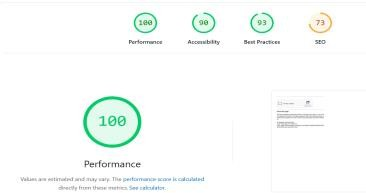 100
90
93
73
Performance
Accessibility
Best Practices
SEO
100
Performance
Values are estimated and may vary. The performance score is calculated
directly from these metrics. See calculator.